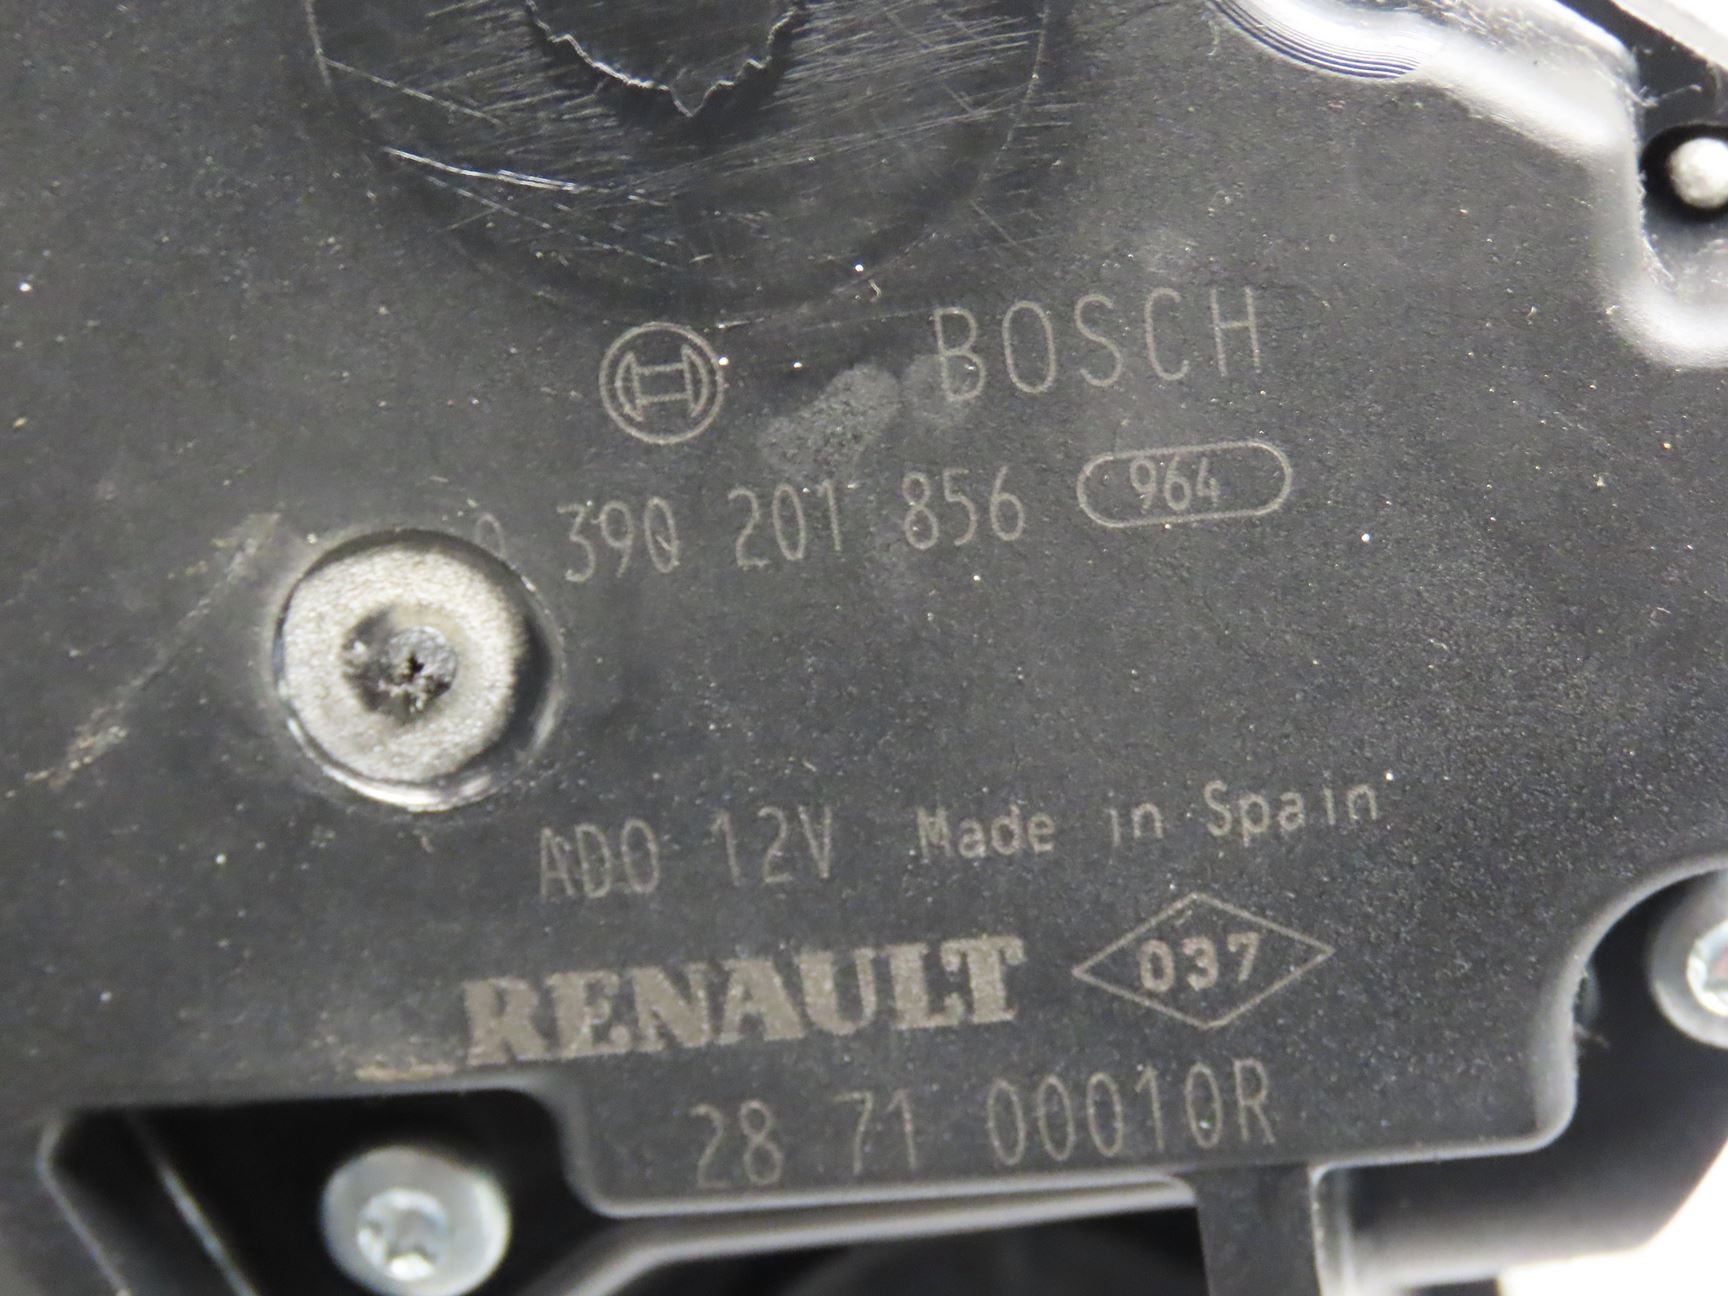 BOSCH
0 390 201 856 964
ADO 12V Made in Spain
RENAULT 037
28 71 00010R